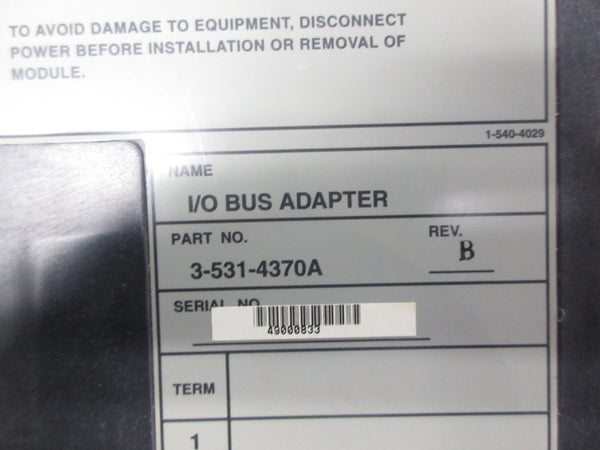 TO AVOID DAMAGE TO EQUIPMENT, DISCONNECT
POWER BEFORE INSTALLATION OR REMOVAL OF
MODULE.
1-540-4029
NAME
I/O BUS ADAPTER
PART NO.
REV.
3-531-4370A
B
SERIAL NO
49000833
TERM
1